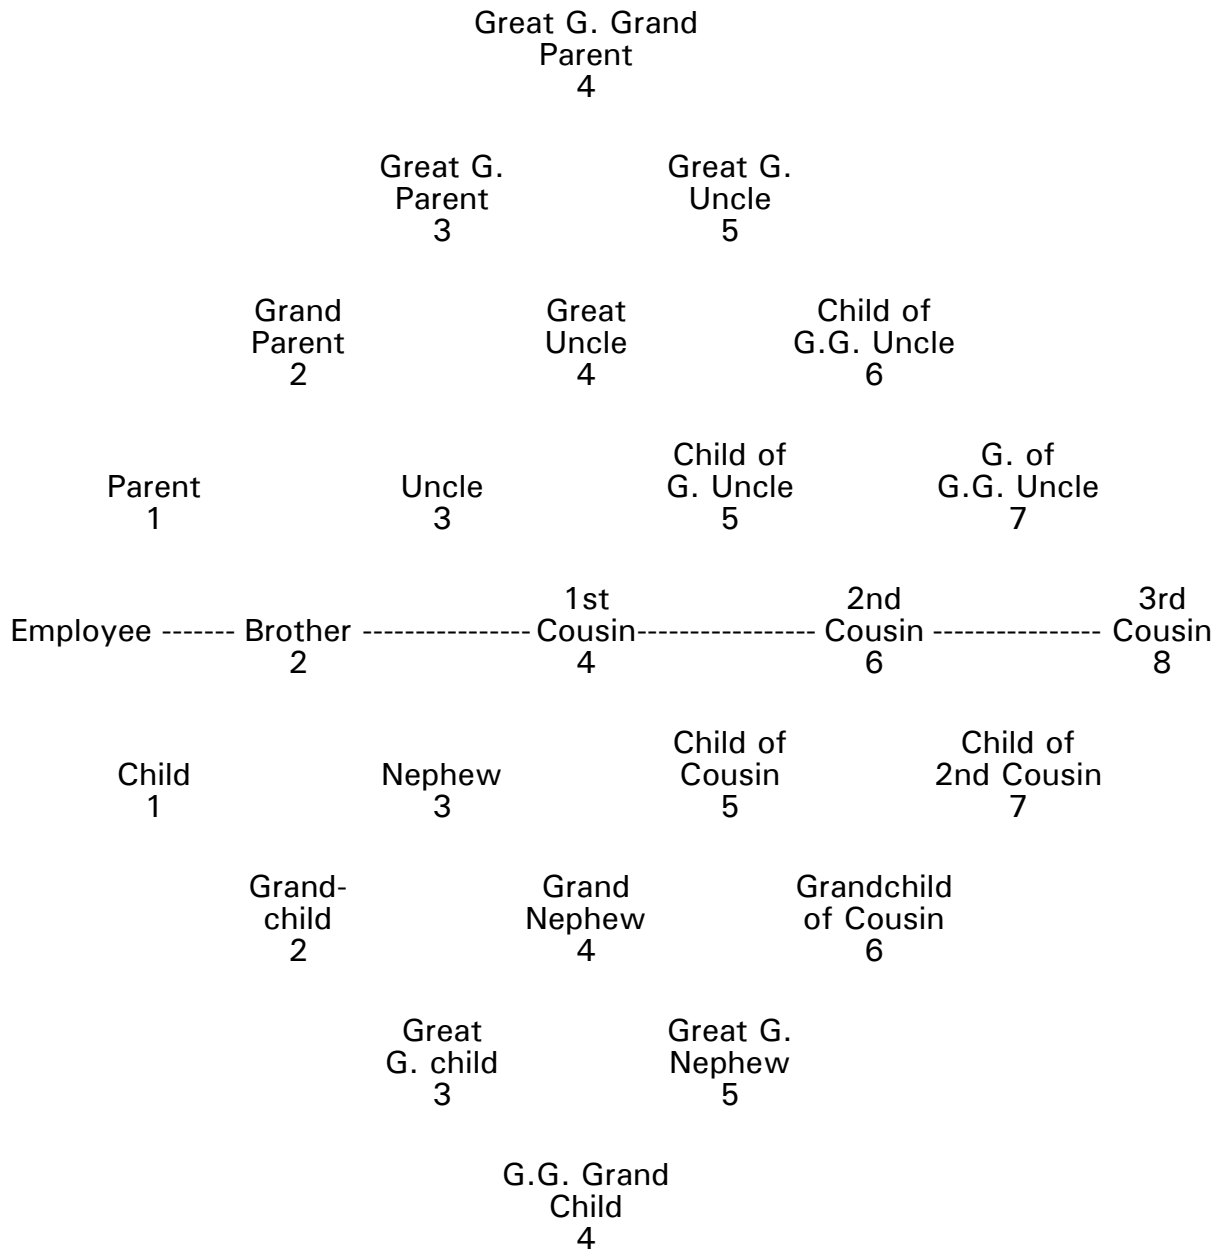 Great G. Grand
Parent
4
Great G. Great G.
Parent Uncle
3 5
Grand Great Child of
Parent Uncle G.G. Uncle
2 4 6
Child of G. of
Parent Uncle G. Uncle G.G. Uncle
1 3 5 7
1st 2nd 3rd
Employee ------- Brother ---------------- Cousin----------------- Cousin ---------------- Cousin
2 4 6 8
Child of Child of
Child Nephew Cousin 2nd Cousin
1 3 5 7
Grand- Grand Grandchild
child Nephew of Cousin
2 4 6
Great Great G.
G. child Nephew
3 5
G.G. Grand
Child
4